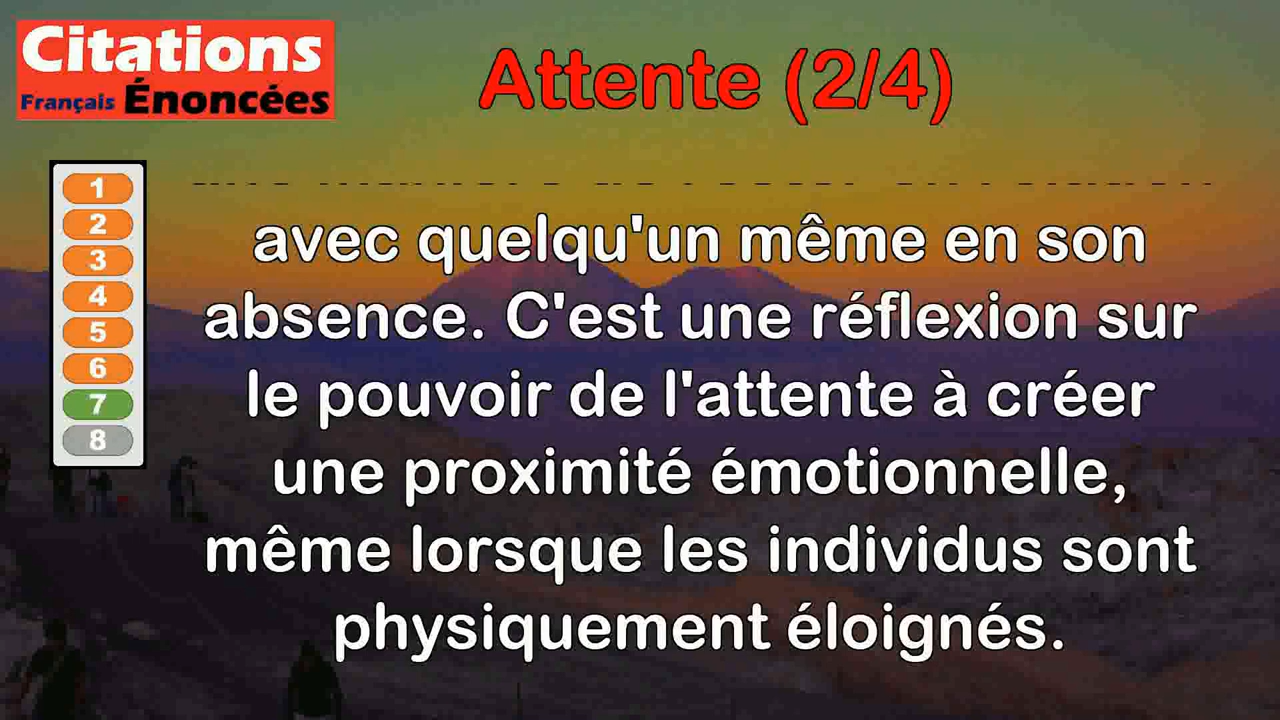 Citations
Français Énoncées
Attente (2/4)
1
2
3
4
5
6
7
8
avec quelqu'un même en son
absence. C'est une réflexion sur
le pouvoir de l'attente à créer
une proximité émotionnelle,
même lorsque les individus sont
physiquement éloignés.